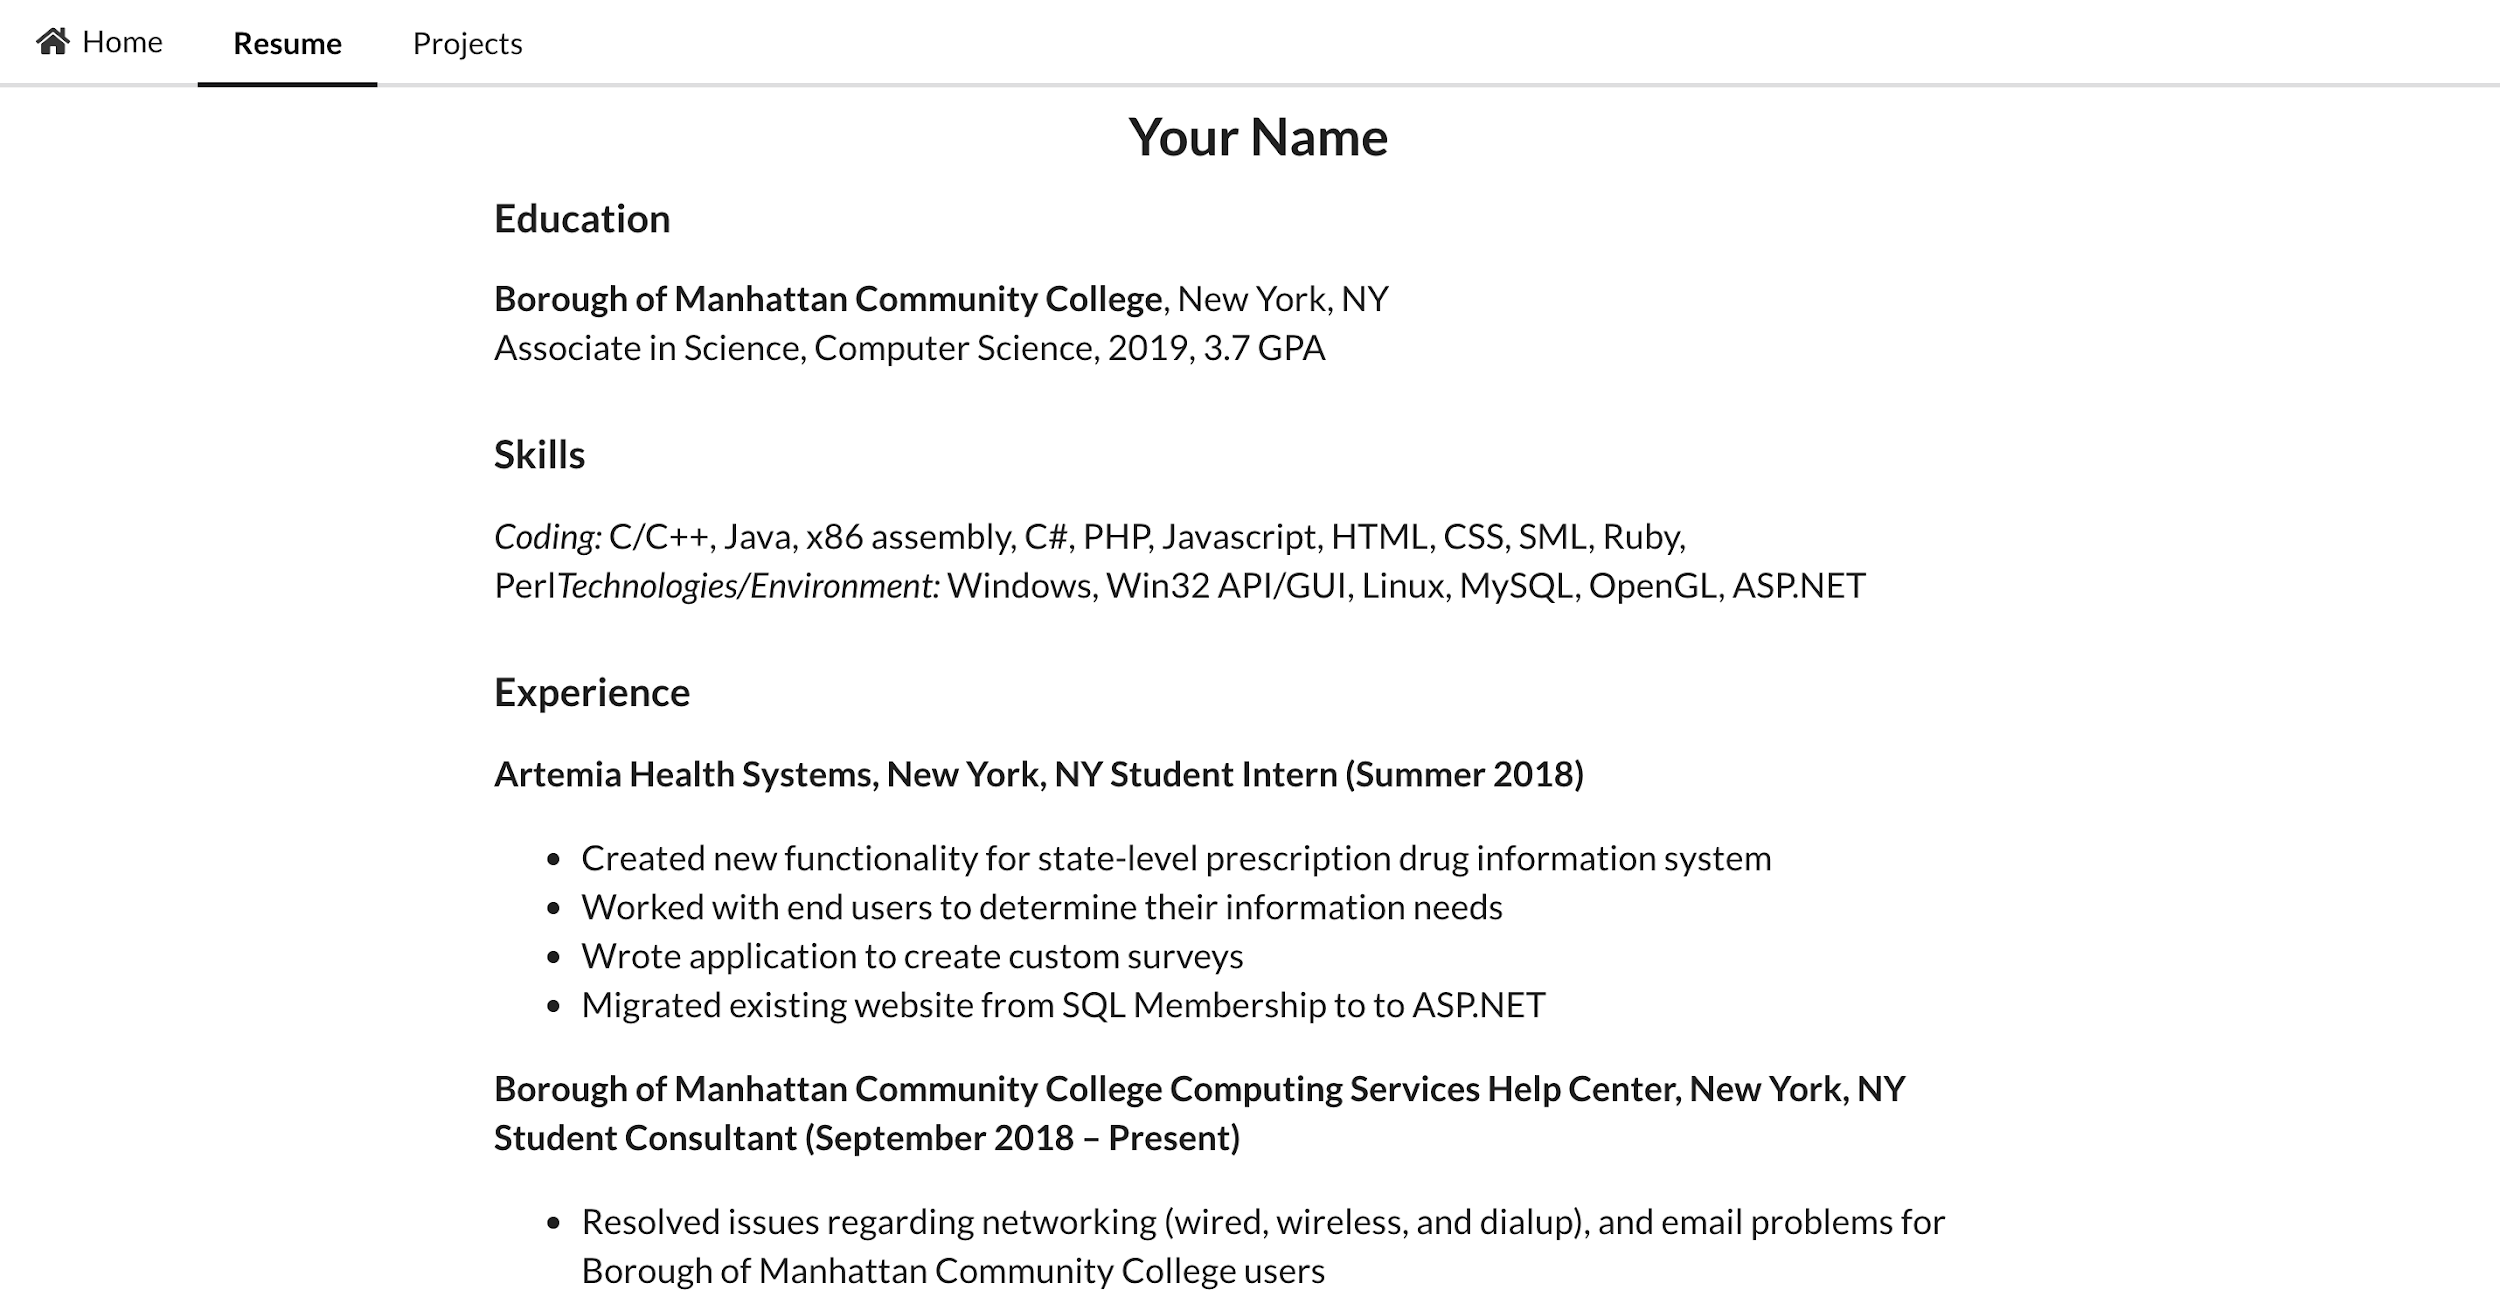 Home Resume Projects
Your Name
Education
Borough of Manhattan Community College, New York, NY
Associate in Science, Computer Science, 2019, 3.7 GPA
Skills
Coding: C/C++, Java, x86 assembly, C#, PHP, Javascript, HTML, CSS, SML, Ruby,
PerlTechnologies/Environment: Windows, Win32 API/GUI, Linux, MySQL, OpenGL, ASP.NET
Experience
Artemia Health Systems, New York, NY Student Intern (Summer 2018)
• Created new functionality for state-level prescription drug information system
• Worked with end users to determine their information needs
• Wrote application to create custom surveys
• Migrated existing website from SQL Membership to to ASP.NET
Borough of Manhattan Community College Computing Services Help Center, New York, NY
Student Consultant (September 2018 – Present)
• Resolved issues regarding networking (wired, wireless, and dialup), and email problems for
Borough of Manhattan Community College users